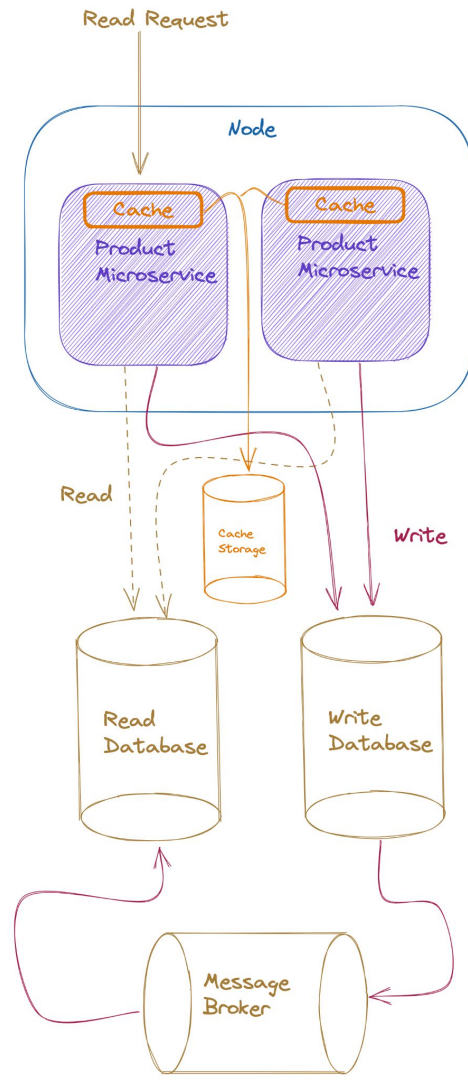 Read Request
Node
Cache
Product
Microservice
Cache
Product
Microservice
Read
Cache
Storage
Write
Read
Database
Write
Database
Message
Broker